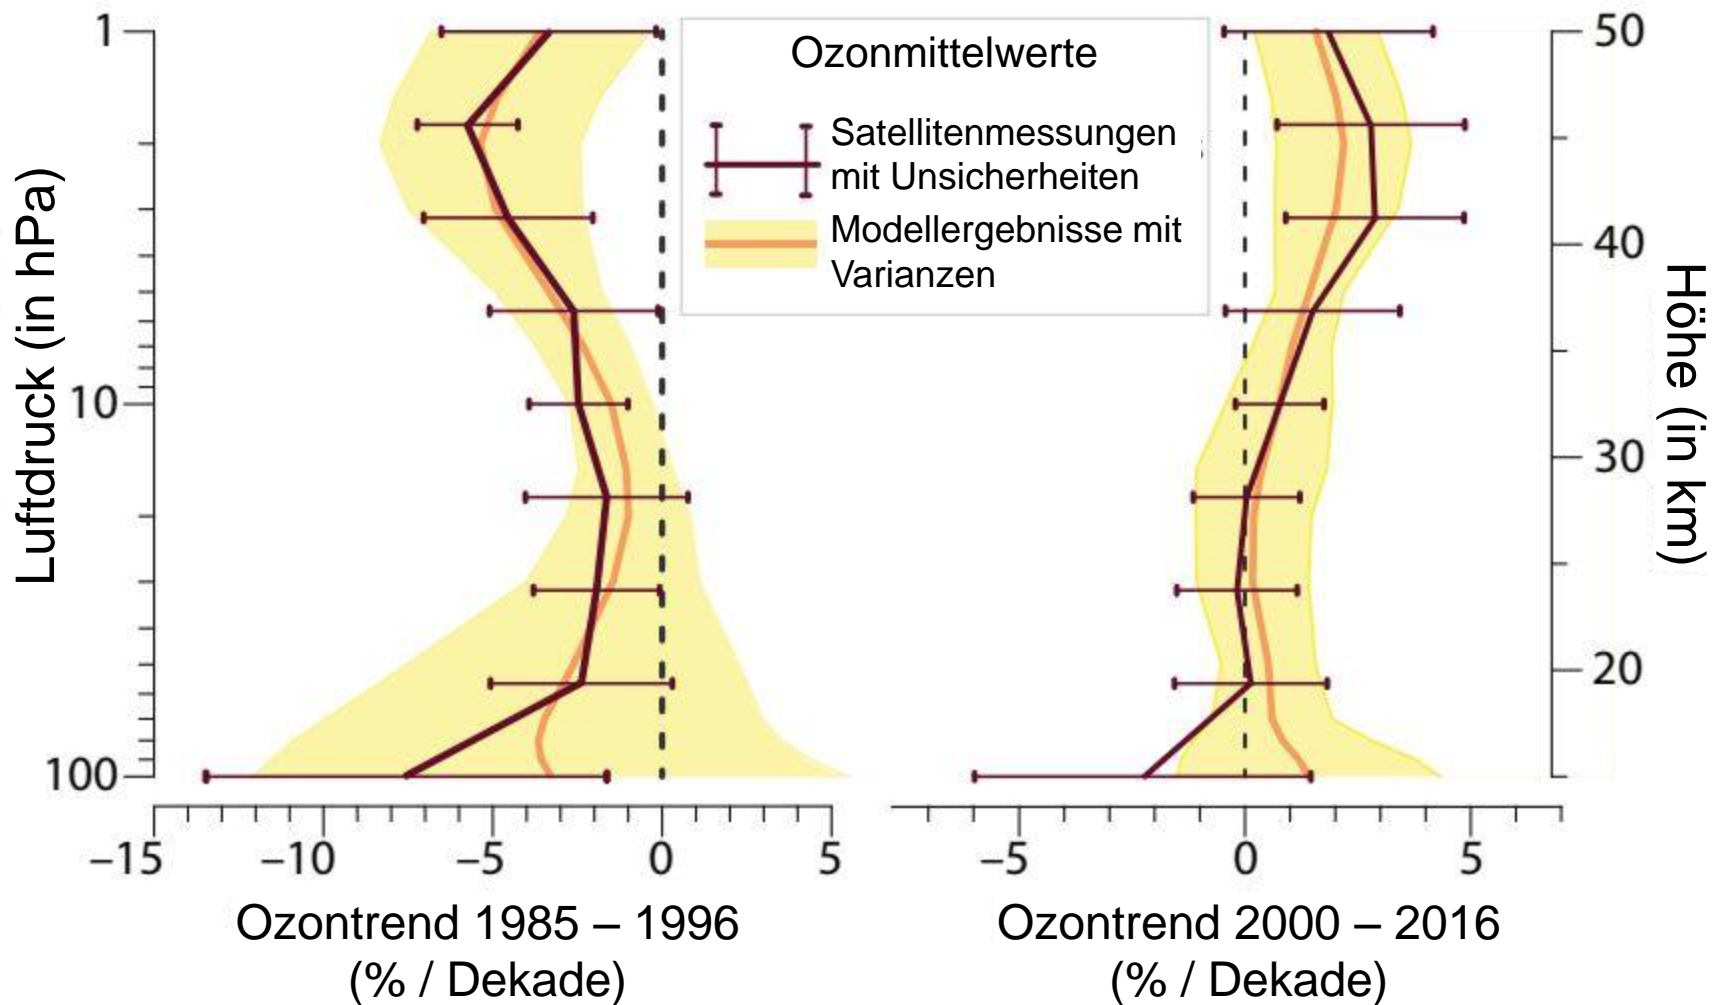 Ozonmittelwerte
Satellitenmessungen
mit Unsicherheiten
Modellergebnisse mit
Varianzen
Luftdruck (in hPa)
1
10
100
50
40
30
20
Höhe (in km)
−15 −10 −5 0 5
−5 0 5
Ozontrend 1985 – 1996
(% / Dekade)
Ozontrend 2000 – 2016
(% / Dekade)